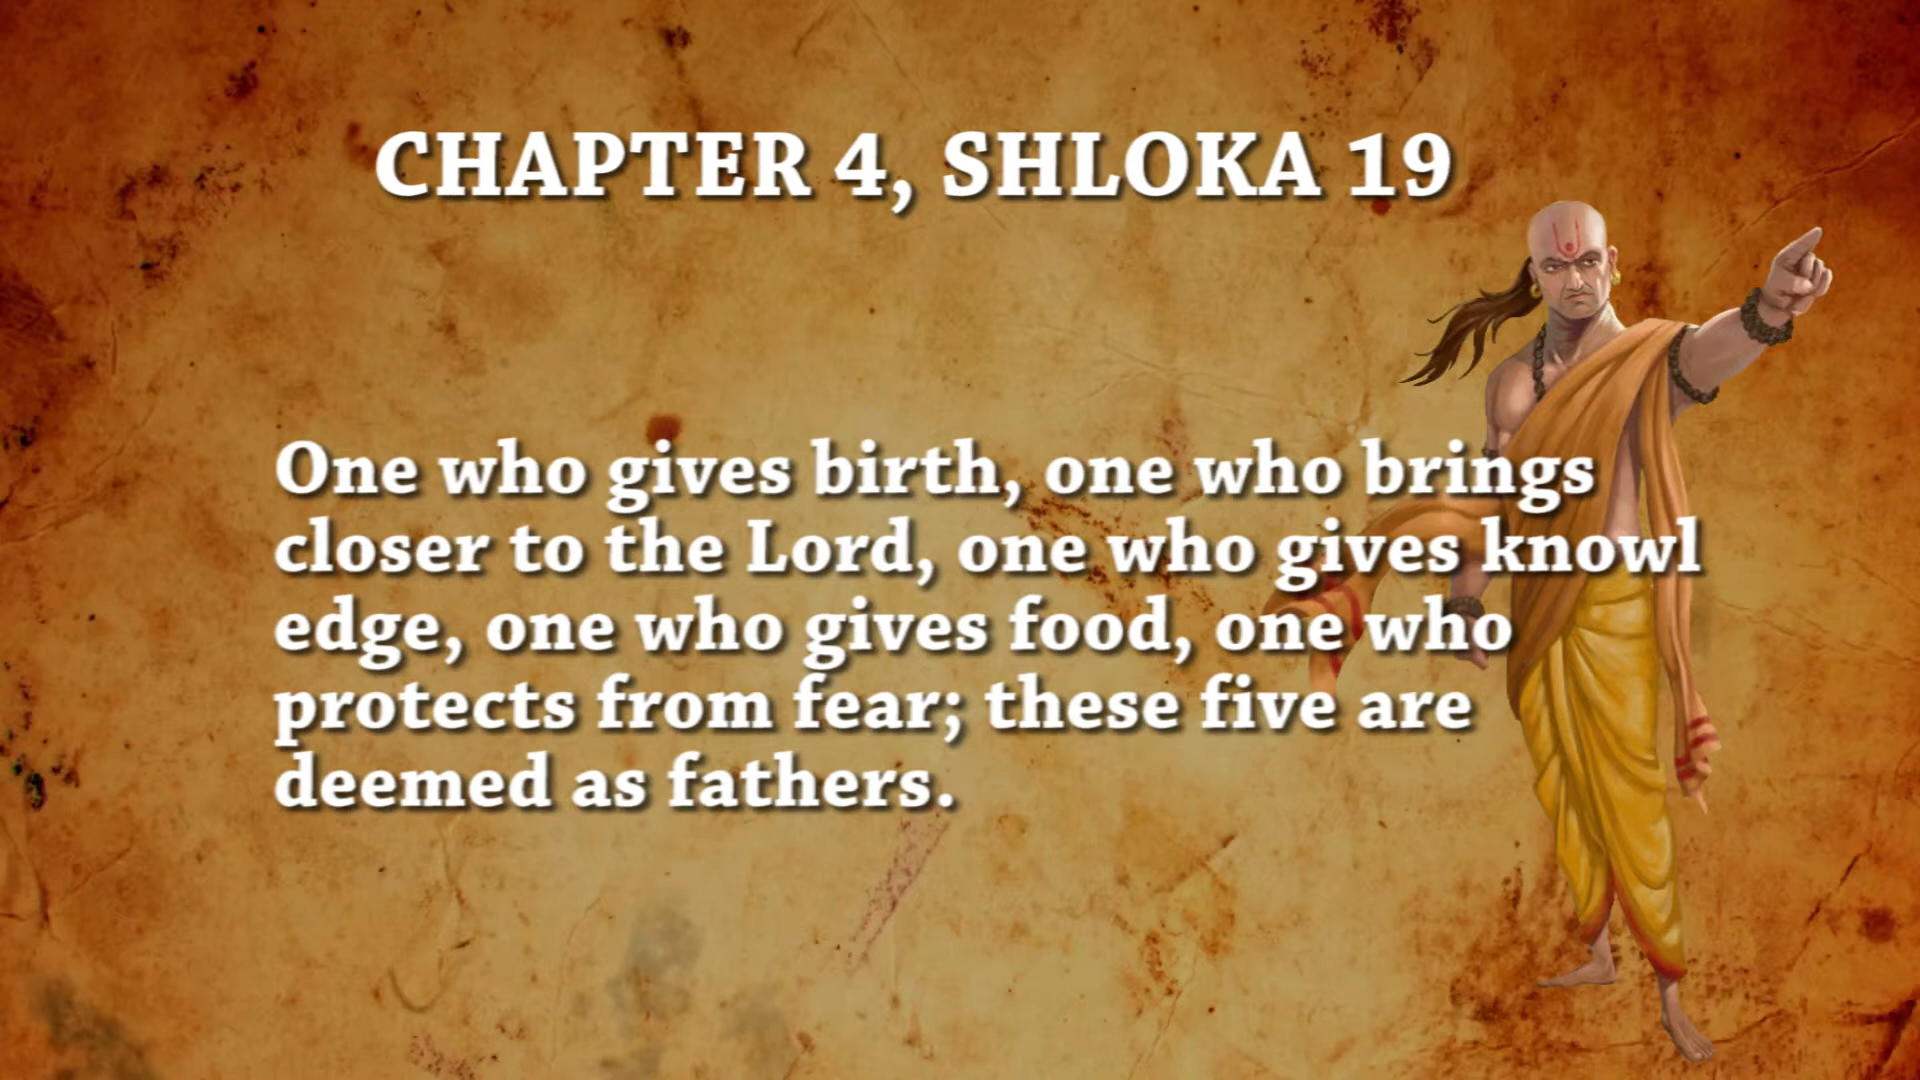 CHAPTER 4, SHLOKA 19
One who gives birth, one who brings
closer to the Lord, one who gives knowl
edge, one who gives food, one who
protects from fear; these five are
deemed as fathers.